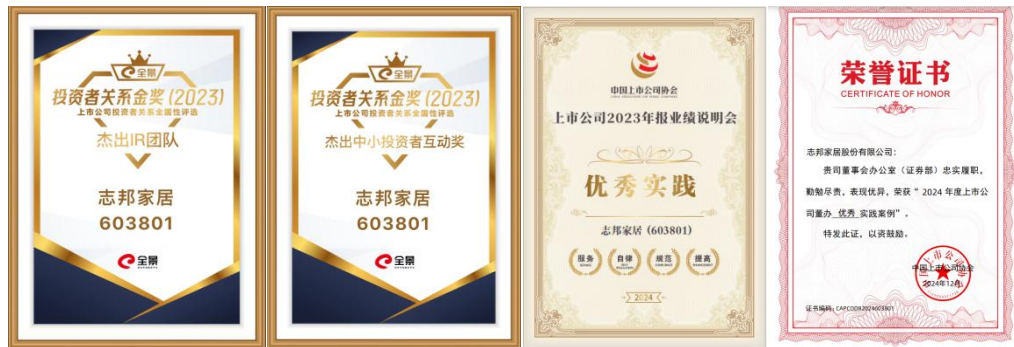 全景
投资者关系金奖(2023)
上市公司投资者关系全国性评选
杰出IR团队
志邦家居
603801
全景
全景
投资者关系金奖(2023)
上市公司投资者关系全国性评选
杰出中小投资者互动奖
志邦家居
603801
全景
中国上市公司协会
上市公司2023年报业绩说明会
优秀实践
志邦家居 (603801)
服务
自律
规范
提高
2024
荣誉证书
CERTIFICATE OF HONOR
志邦家居股份有限公司：
贵司董事会办公室（证券部）忠实履职，
勤勉尽责，表现优异，荣获“ 2024 年度上市公
司董办 优秀 实践案例”。
特发此证，以资鼓励。
中国上市公司协会
2024年12月
证书编码：CAPCODB2024603801